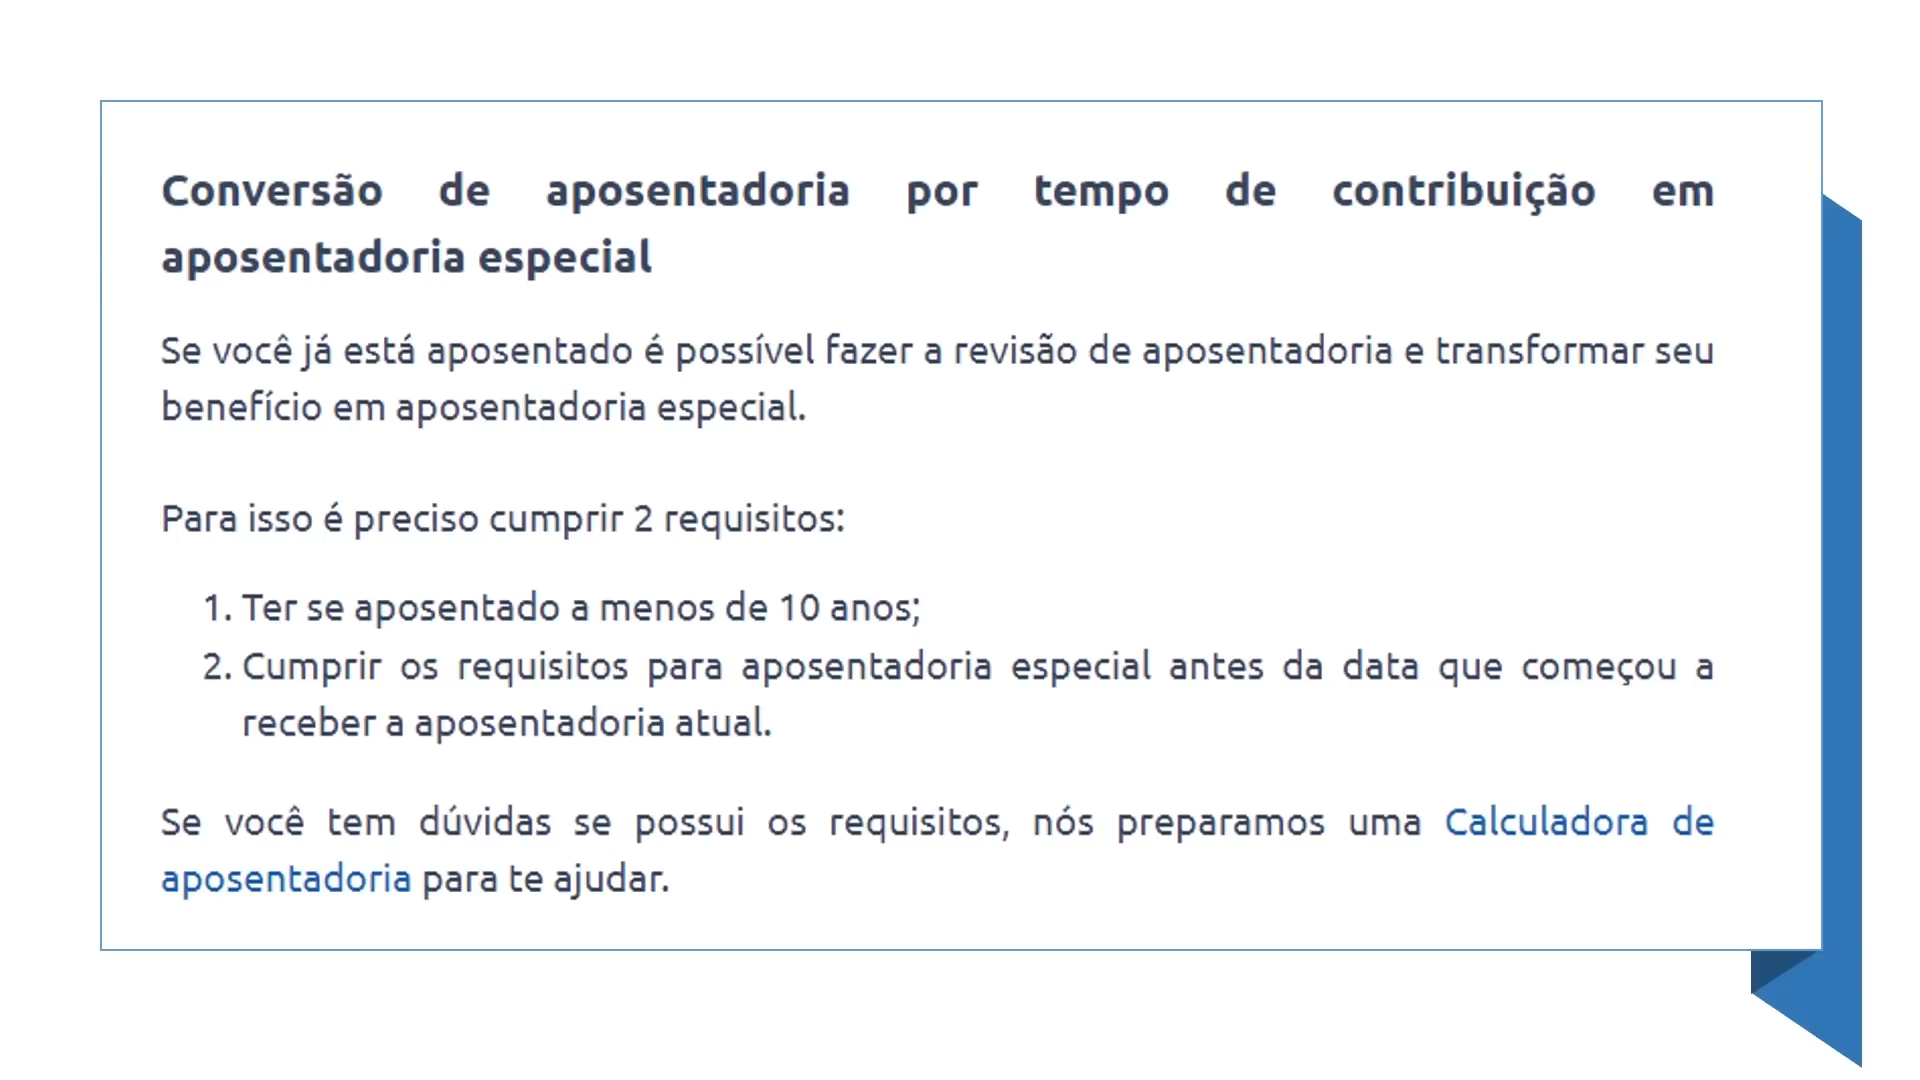 Conversão de aposentadoria por tempo de contribuição em
aposentadoria especial
Se você já está aposentado é possível fazer a revisão de aposentadoria e transformar seu
benefício em aposentadoria especial.
Para isso é preciso cumprir 2 requisitos:
1. Ter se aposentado a menos de 10 anos;
2. Cumprir os requisitos para aposentadoria especial antes da data que começou a
receber a aposentadoria atual.
Se você tem dúvidas se possui os requisitos, nós preparamos uma Calculadora de
aposentadoria para te ajudar.